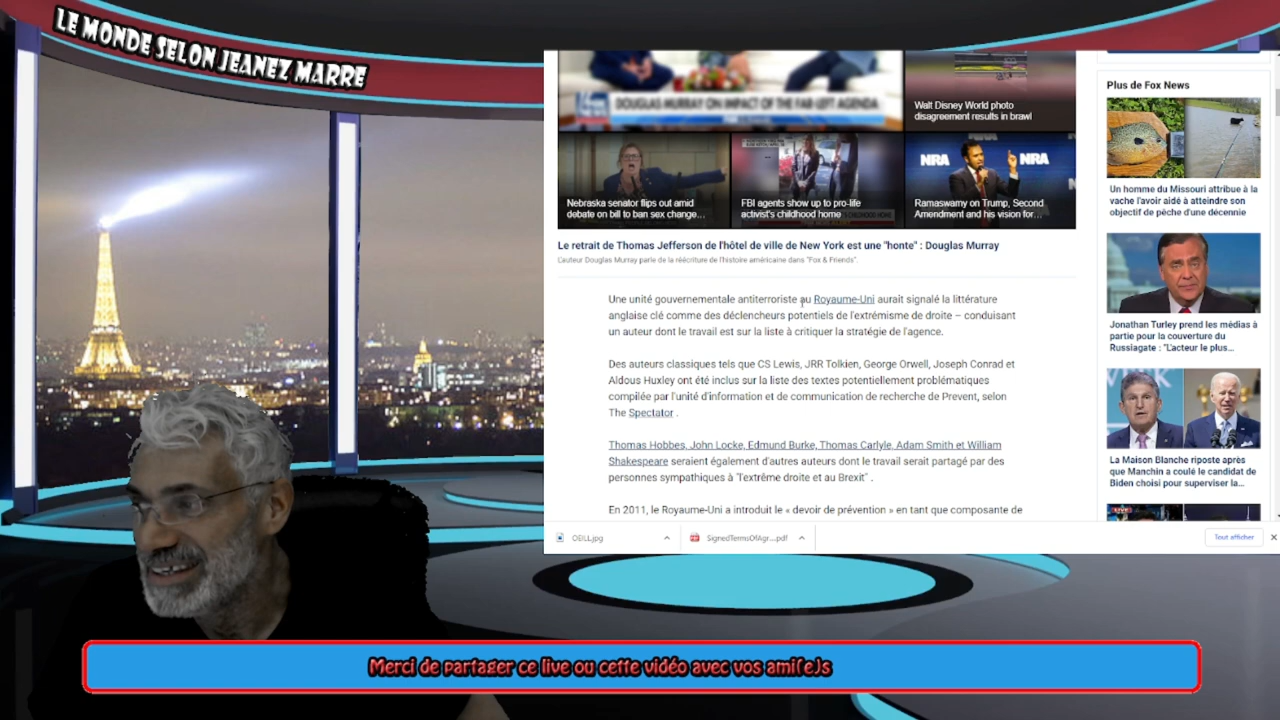 LE MONDE SELON JEANEZ MARRE
DOUGLAS MURRAY ON IMPACT OF THE FAR-LEFT AGENDA
Walt Disney World photo
disagreement results in brawl
Nebraska senator flips out amid
debate on bill to ban sex change...
FBI agents show up to pro-life
activist's childhood home
NRA
NRA
Ramaswamy on Trump, Second
Amendment and his vision for...
Le retrait de Thomas Jefferson de l'hôtel de ville de New York est une "honte" : Douglas Murray
L'auteur Douglas Murray parle de la réécriture de l'histoire américaine dans "Fox & Friends".
Une unité gouvernementale antiterroriste au Royaume-Uni aurait signalé la littérature
anglaise clé comme des déclencheurs potentiels de l'extrémisme de droite – conduisant
un auteur dont le travail est sur la liste à critiquer la stratégie de l'agence.
Des auteurs classiques tels que CS Lewis, JRR Tolkien, George Orwell, Joseph Conrad et
Aldous Huxley ont été inclus sur la liste des textes potentiellement problématiques
compilée par l'unité d'information et de communication de recherche de Prevent, selon
The Spectator .
Thomas Hobbes, John Locke, Edmund Burke, Thomas Carlyle, Adam Smith et William
Shakespeare seraient également d'autres auteurs dont le travail serait partagé par des
personnes sympathiques à "l'extrême droite et au Brexit" .
En 2011, le Royaume-Uni a introduit le « devoir de prévention » en tant que composante de
Plus de Fox News
Un homme du Missouri attribue à la
vache l'avoir aidé à atteindre son
objectif de pêche d'une décennie
Jonathan Turley prend les médias à
partie pour la couverture du
Russiagate : "L'acteur le plus...
La Maison Blanche riposte après
que Manchin a coulé le candidat de
Biden choisi pour superviser la...
LIVE
OEILL.jpg
SignedTermsOfAgr....pdf
Tout afficher
Merci de partager ce live ou cette vidéo avec vos ami(e)s